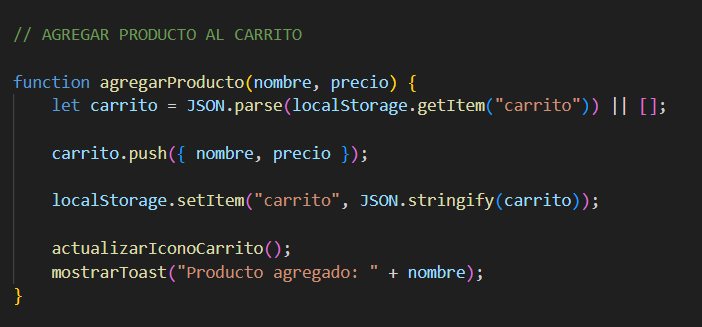 // AGREGAR PRODUCTO AL CARRITO
function agregarProducto(nombre, precio) {
let carrito = JSON.parse(localStorage.getItem("carrito")) || [];
carrito.push({ nombre, precio });
localStorage.setItem("carrito", JSON.stringify(carrito));
actualizarIconoCarrito();
mostrarToast("Producto agregado: " + nombre);
}